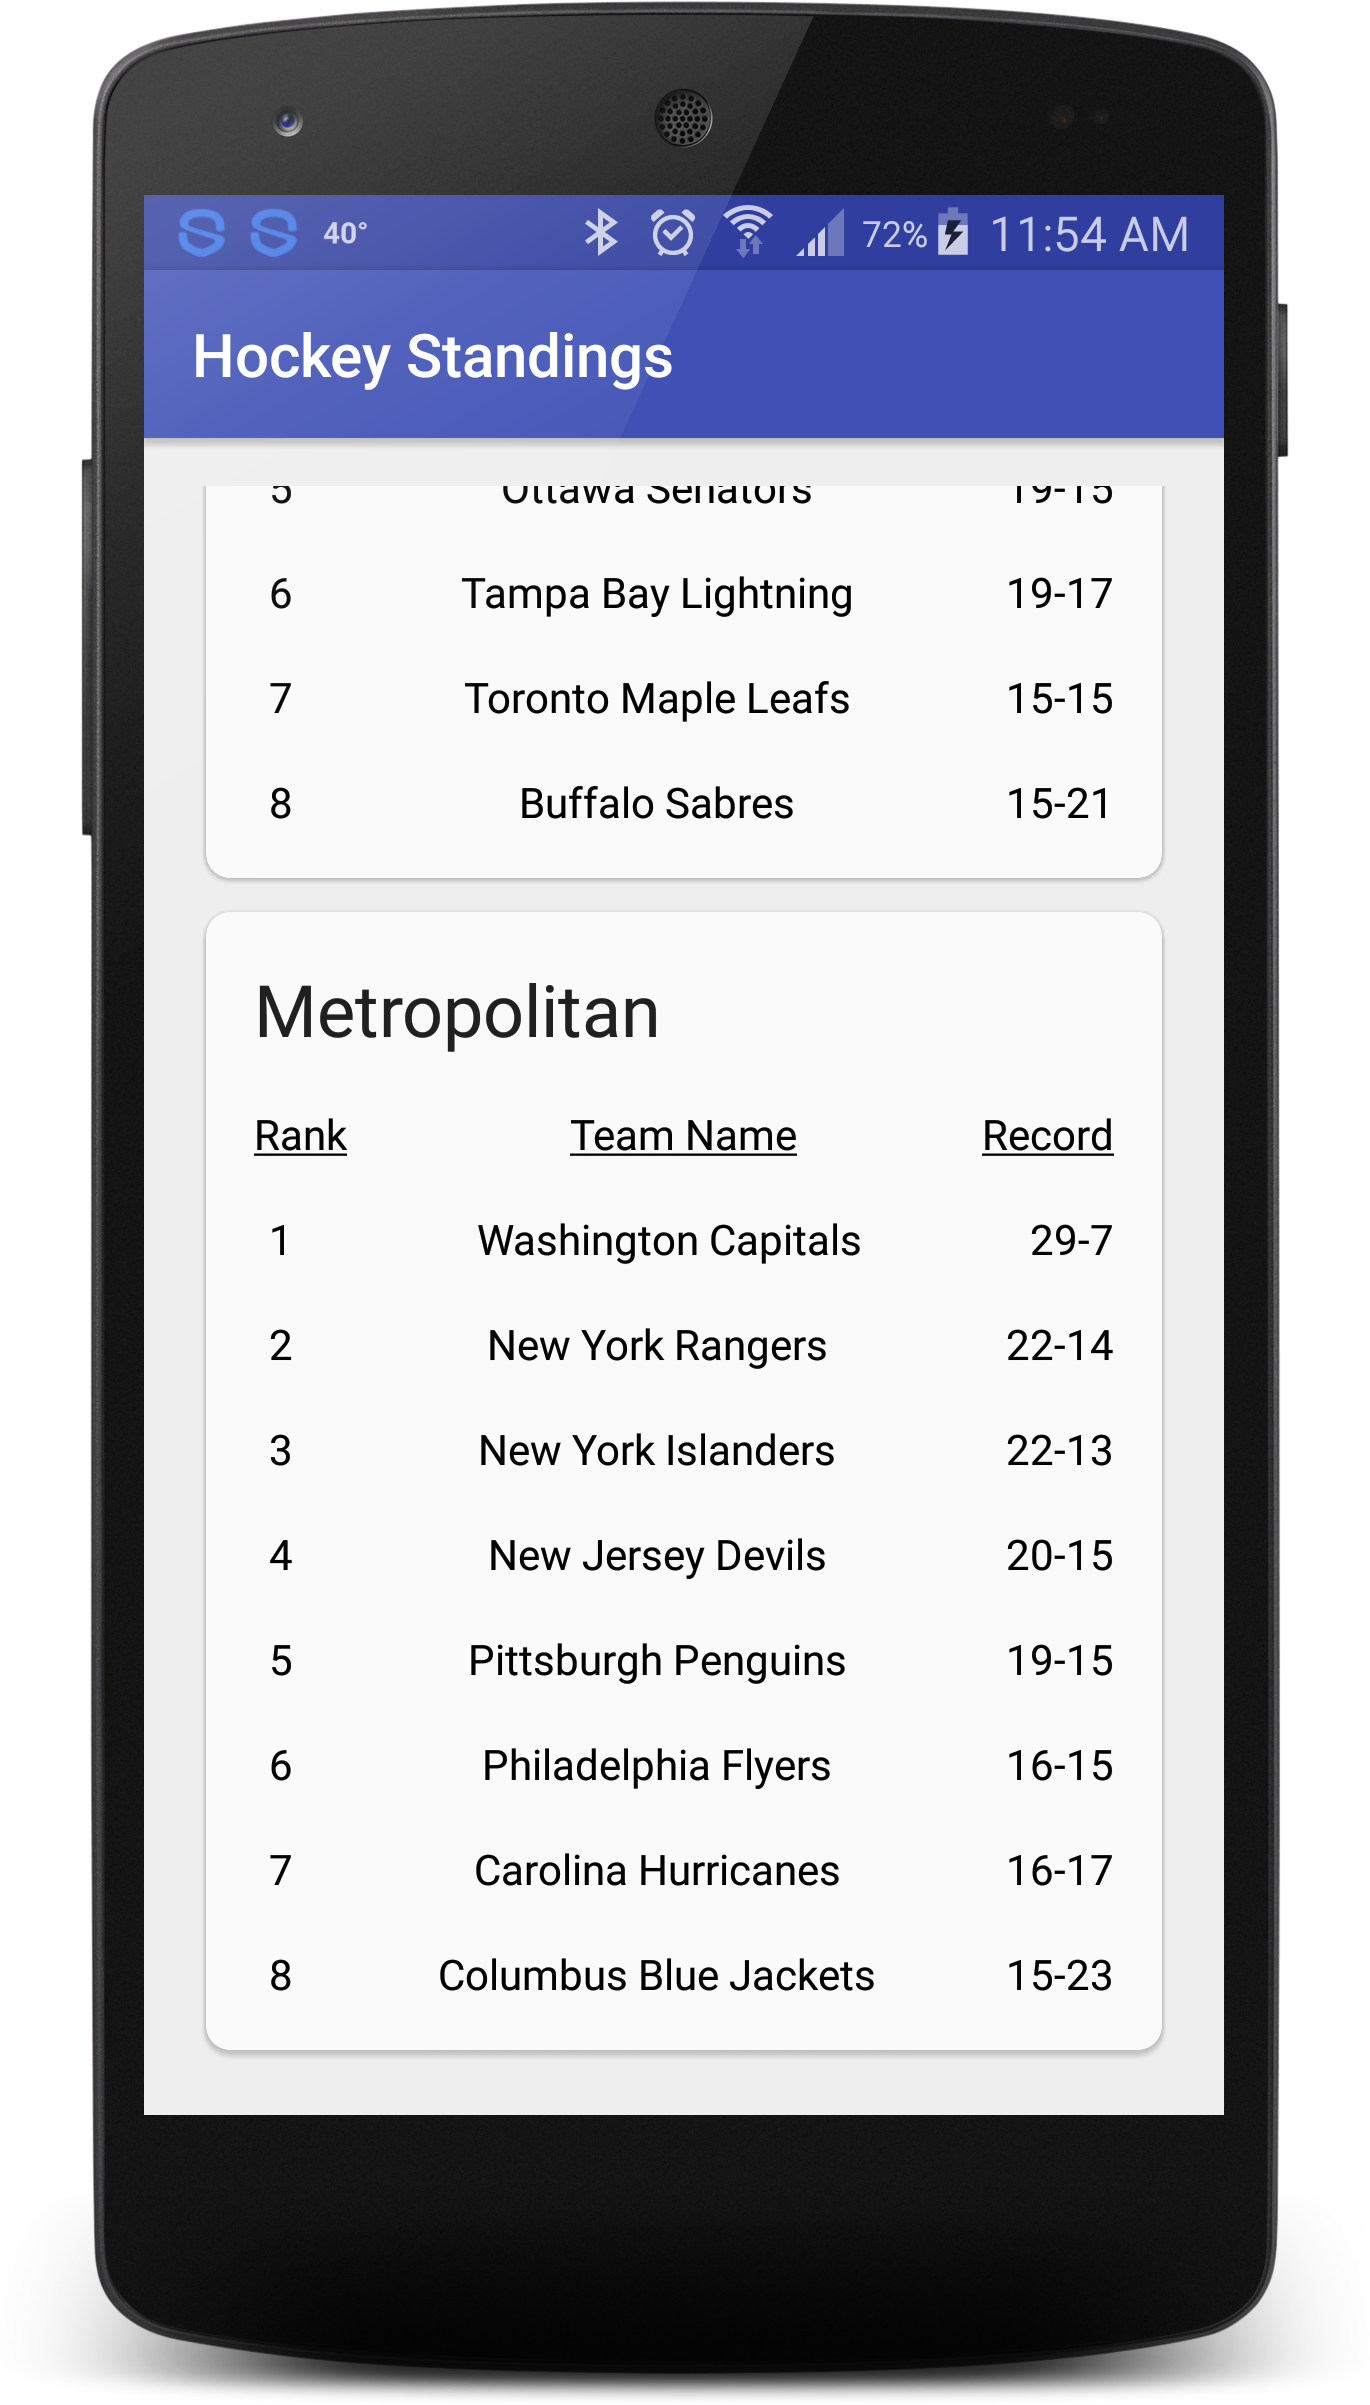 40° 72% 11:54 AM
Hockey Standings
5 Ottawa Senators 19-15
6 Tampa Bay Lightning 19-17
7 Toronto Maple Leafs 15-15
8 Buffalo Sabres 15-21
Metropolitan
Rank Team Name Record
1 Washington Capitals 29-7
2 New York Rangers 22-14
3 New York Islanders 22-13
4 New Jersey Devils 20-15
5 Pittsburgh Penguins 19-15
6 Philadelphia Flyers 16-15
7 Carolina Hurricanes 16-17
8 Columbus Blue Jackets 15-23